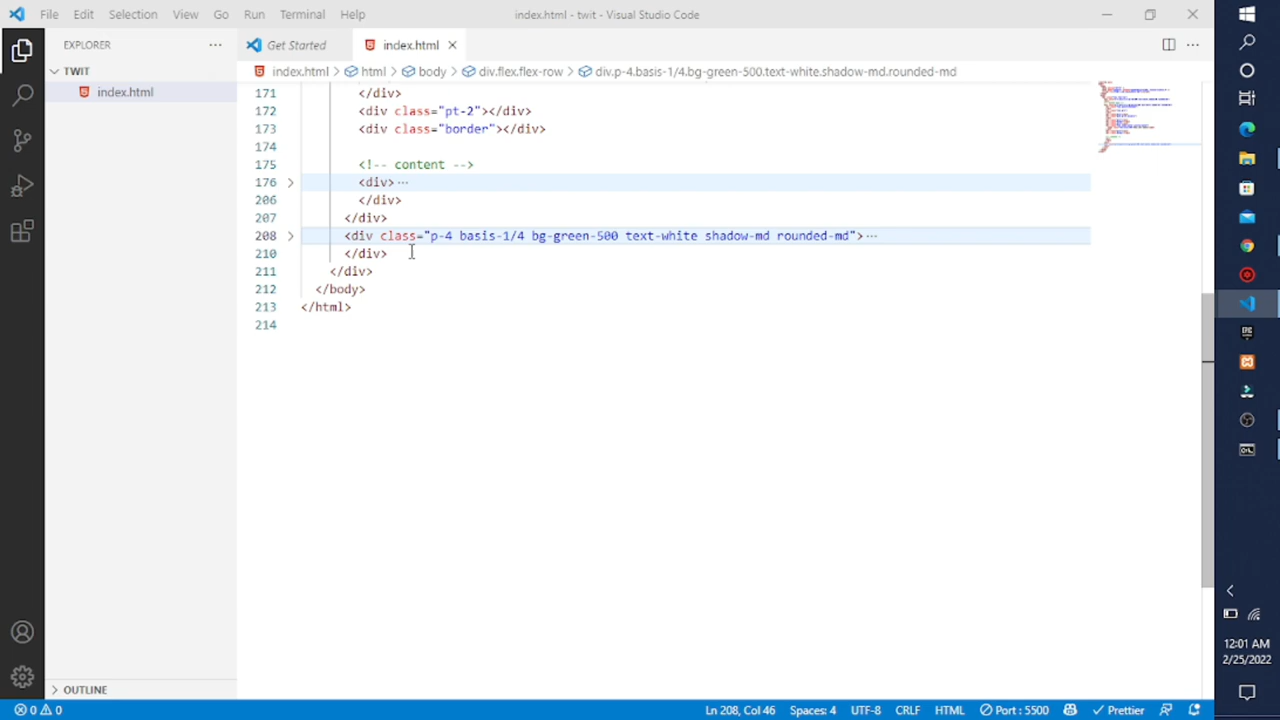 File Edit Selection View Go Run Terminal Help
index.html - twit - Visual Studio Code
EXPLORER
TWIT
index.html
Get Started
index.html
index.html > html > body > div.flex.flex-row > div.p-4.basis-1/4.bg-green-500.text-white.shadow-md.rounded-md
171 </div>
172 <div class="pt-2"></div>
173 <div class="border"></div>
174
175 <!-- content -->
176 <div>…
206 </div>
207 </div>
208 <div class="p-4 basis-1/4 bg-green-500 text-white shadow-md rounded-md">…
210 </div>
211 </div>
212 </body>
213 </html>
214
OUTLINE
0 0
Ln 208, Col 46 Spaces: 4 UTF-8 CRLF HTML Port : 5500 Prettier
EPIC
12:01 AM
2/25/2022